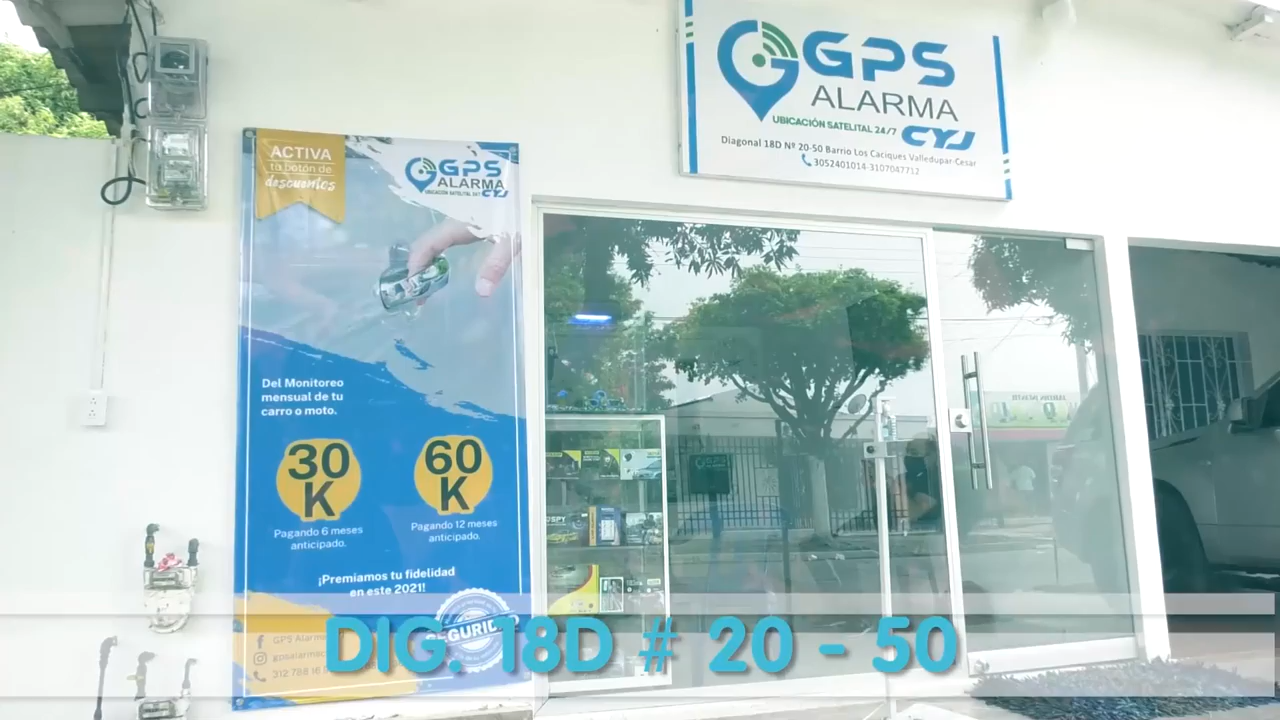 GPS
ALARMA
UBICACIÓN SATELITAL 24/7 CYJ
Diagonal 18D Nº 20-50 Barrio Los Caciques Valledupar-Cesar
3052401014-3107047712
ACTIVA
tu botón de
descuentos
GPS
ALARMA
UBICACIÓN SATELITAL 24/7
CYJ
Del Monitoreo
mensual de tu
carro o moto.
30
K
Pagando 6 meses
anticipado.
60
K
Pagando 12 meses
anticipado.
¡Premiamos tu fidelidad
en este 2021!
GPS
DIG. 18D # 20 - 50